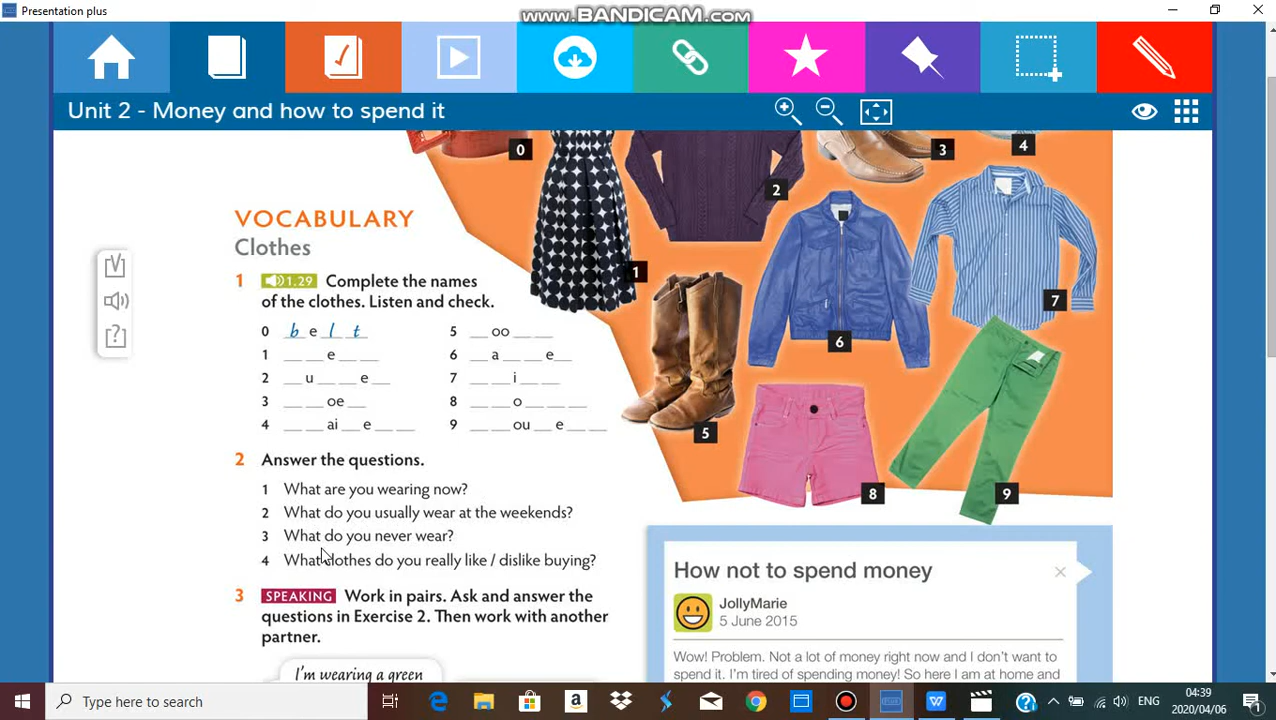 Presentation plus
www.BANDICAM.com
Unit 2 - Money and how to spend it
0
1
2
3
4
5
6
7
8
9
VOCABULARY
Clothes
1 1.29 Complete the names
of the clothes. Listen and check.
0 b e l t
1 __ __ e __ __
2 __ u __ __ e __
3 __ __ oe __
4 __ __ ai __ e __ __
5 __ oo __ __
6 __ a __ __ e __
7 __ __ i __ __
8 __ __ o __ __ __
9 __ __ ou __ e __ __
2 Answer the questions.
1 What are you wearing now?
2 What do you usually wear at the weekends?
3 What do you never wear?
4 What clothes do you really like / dislike buying?
3 SPEAKING Work in pairs. Ask and answer the
questions in Exercise 2. Then work with another
partner.
I'm wearing a green
How not to spend money
JollyMarie
5 June 2015
Wow! Problem. Not a lot of money right now and I don't want to
spend it. I'm tired of spending money! So here I am at home and
Type here to search
ENG
04:39
2020/04/06
1